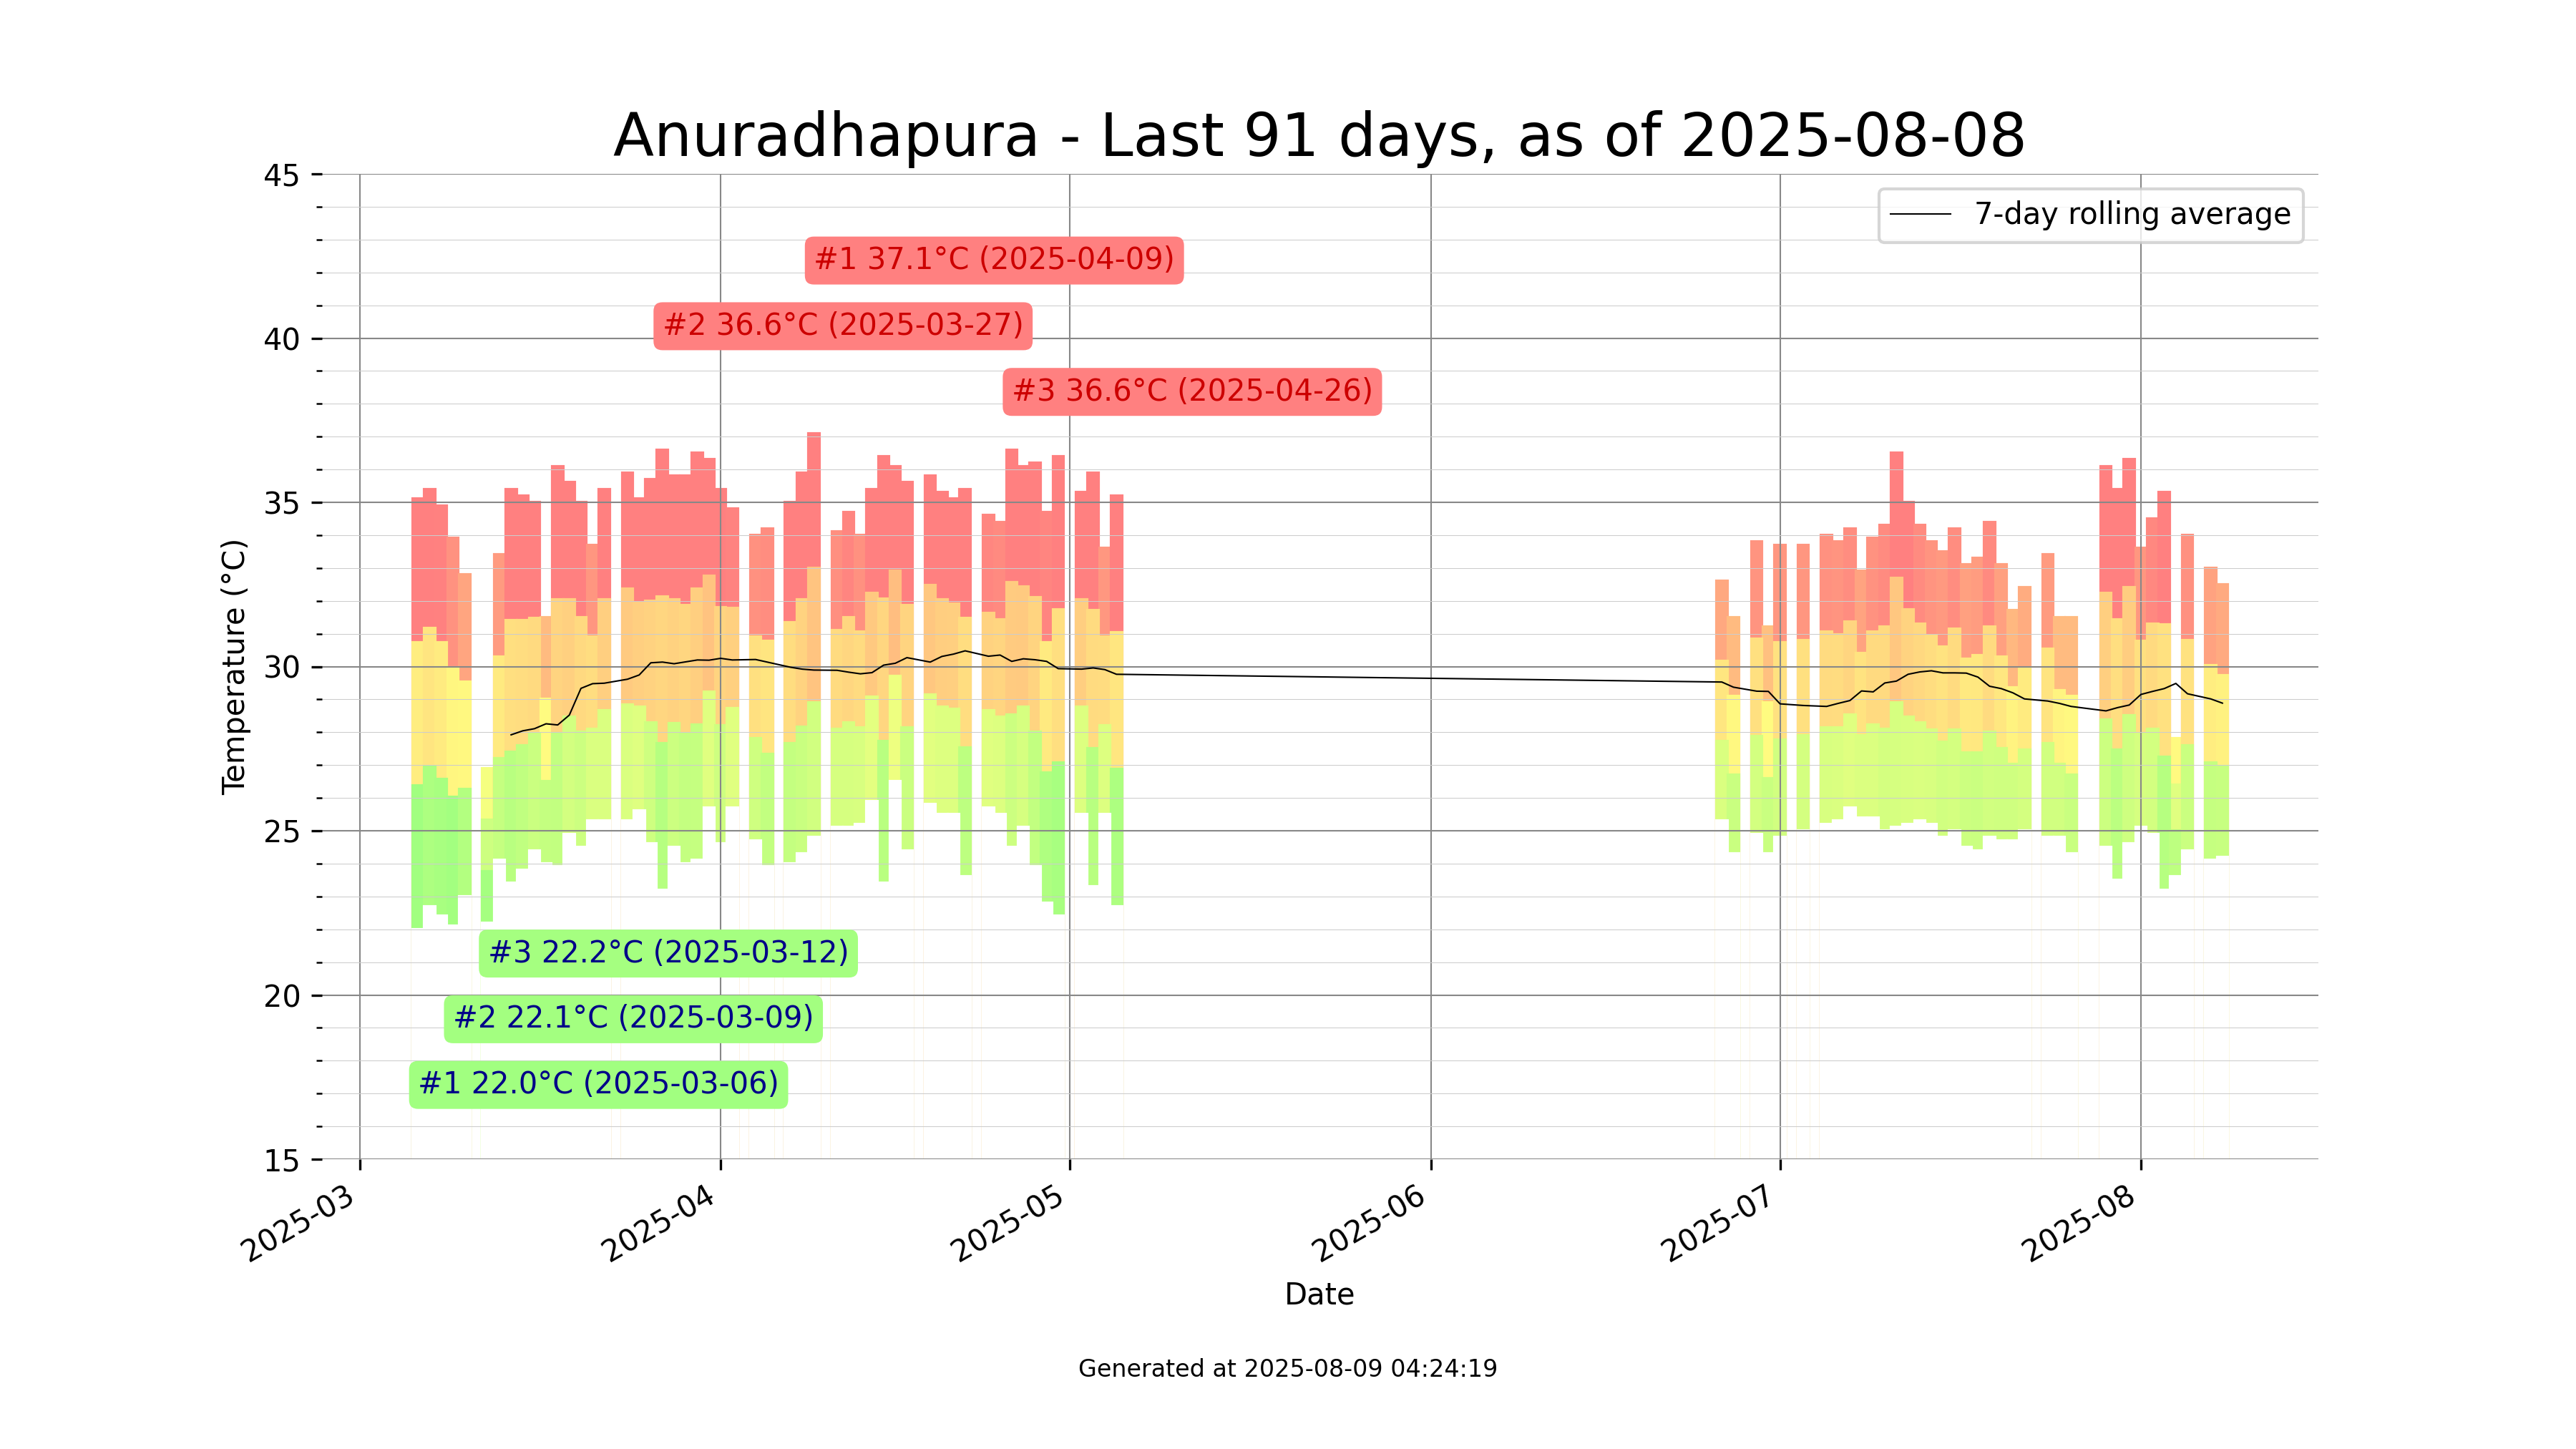 Anuradhapura - Last 91 days, as of 2025-08-08
45
40
35
30
25
20
15
Temperature (°C)
7-day rolling average
#1 37.1°C (2025-04-09)
#2 36.6°C (2025-03-27)
#3 36.6°C (2025-04-26)
#3 22.2°C (2025-03-12)
#2 22.1°C (2025-03-09)
#1 22.0°C (2025-03-06)
2025-03
2025-04
2025-05
2025-06
2025-07
2025-08
Date
Generated at 2025-08-09 04:24:19